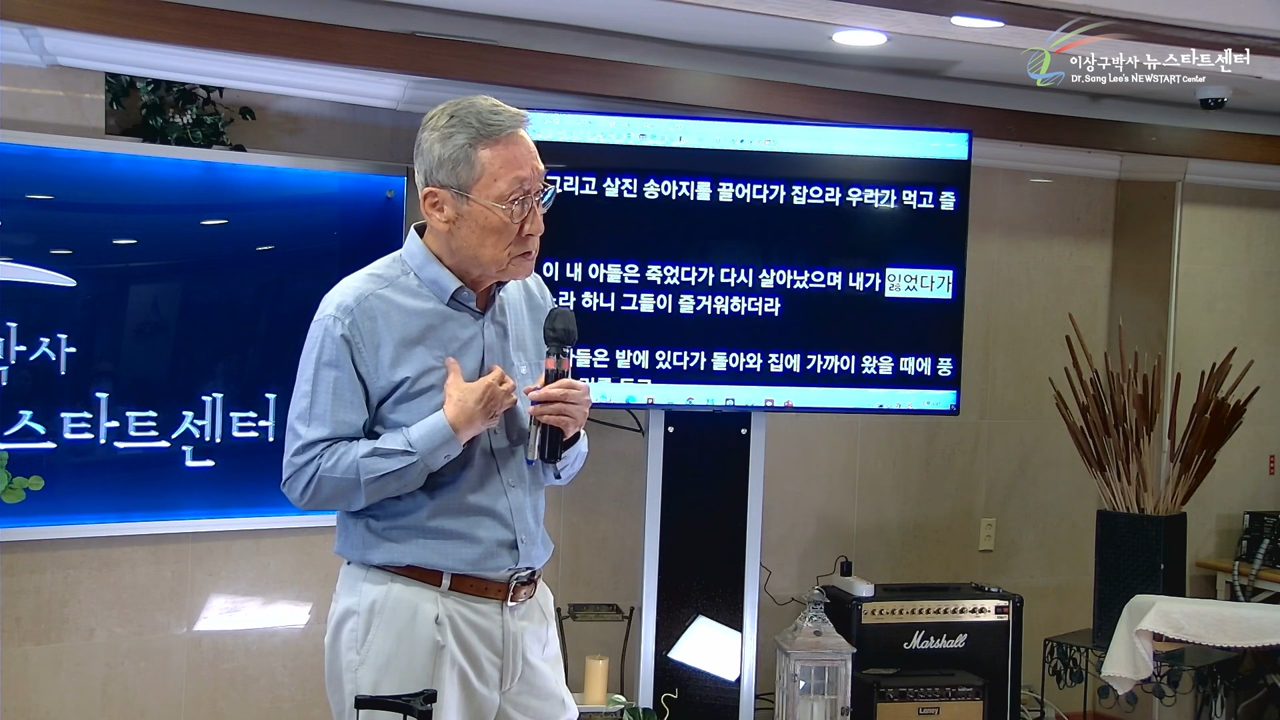 이상구박사 뉴스타트센터
Dr. Sang Lee's NEWSTART Center
그리고 살진 송아지를 끌어다가 잡으라 우리가 먹고 즐
이 내 아들은 죽었다가 다시 살아났으며 내가 잃었다가
노라 하니 그들이 즐거워하더라
아들은 밭에 있다가 돌아와 집에 가까이 왔을 때에 풍
박사
스타트센터
Marshall
Laney